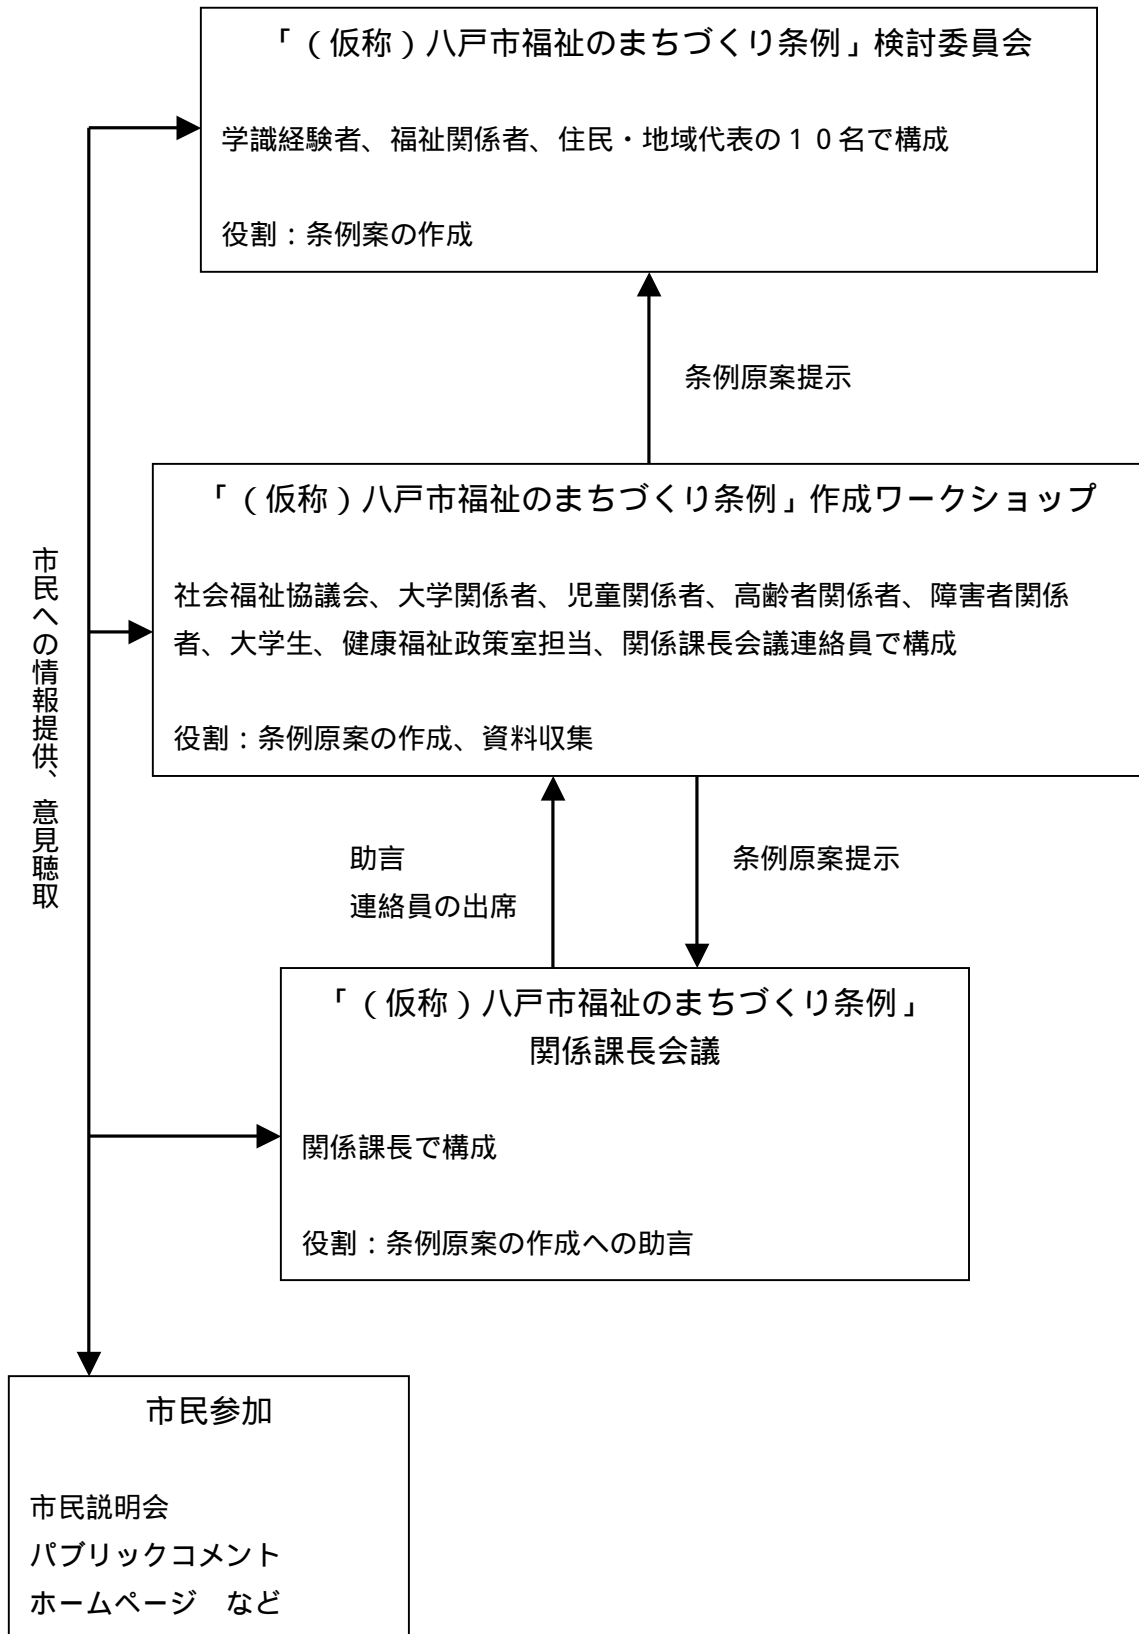 「（仮称）八戸市福祉のまちづくり条例」検討委員会
学識経験者、福祉関係者、住民・地域代表の１０名で構成
役割：条例案の作成
条例原案提示
「（仮称）八戸市福祉のまちづくり条例」作成ワークショップ
社会福祉協議会、大学関係者、児童関係者、高齢者関係者、障害者関係
者、大学生、健康福祉政策室担当、関係課長会議連絡員で構成
役割：条例原案の作成、資料収集
市民への情報提供、意見聴取
助言
連絡員の出席
条例原案提示
「（仮称）八戸市福祉のまちづくり条例」
関係課長会議
関係課長で構成
役割：条例原案の作成への助言
市民参加
市民説明会
パブリックコメント
ホームページ　など